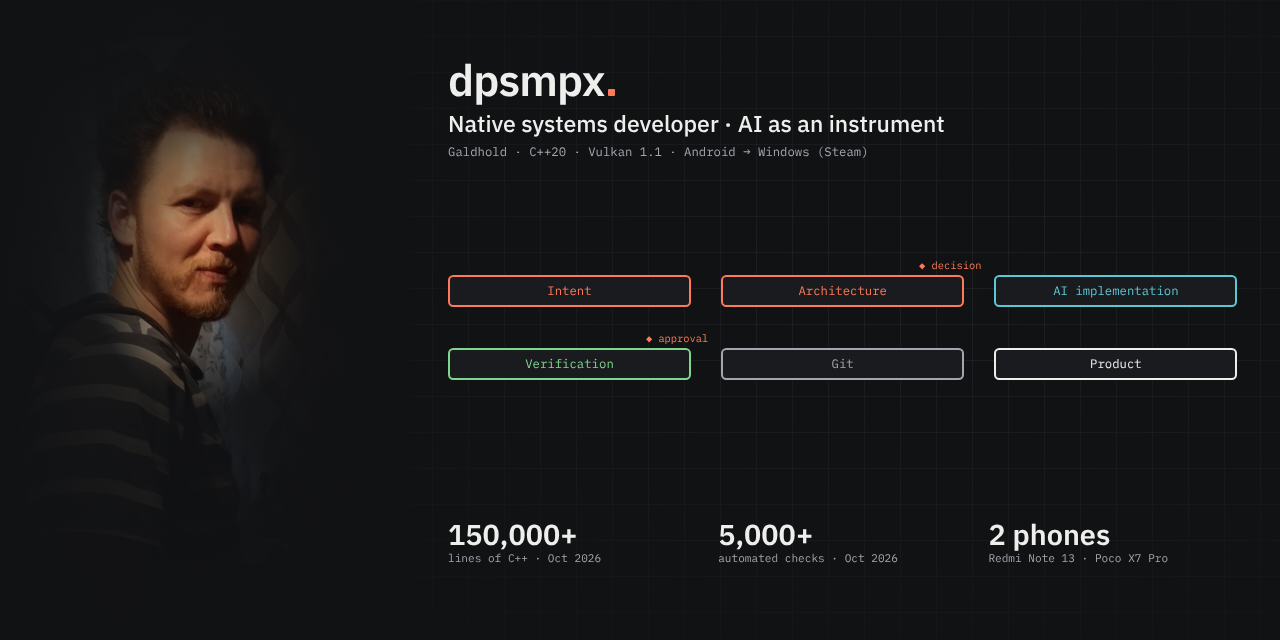 dpsmpx.
Native systems developer · AI as an instrument
Galdhold · C++20 · Vulkan 1.1 · Android → Windows (Steam)
◆ decision
Intent
Architecture
AI implementation
◆ approval
Verification
Git
Product
150,000+
lines of C++ · Oct 2026
5,000+
automated checks · Oct 2026
2 phones
Redmi Note 13 · Poco X7 Pro